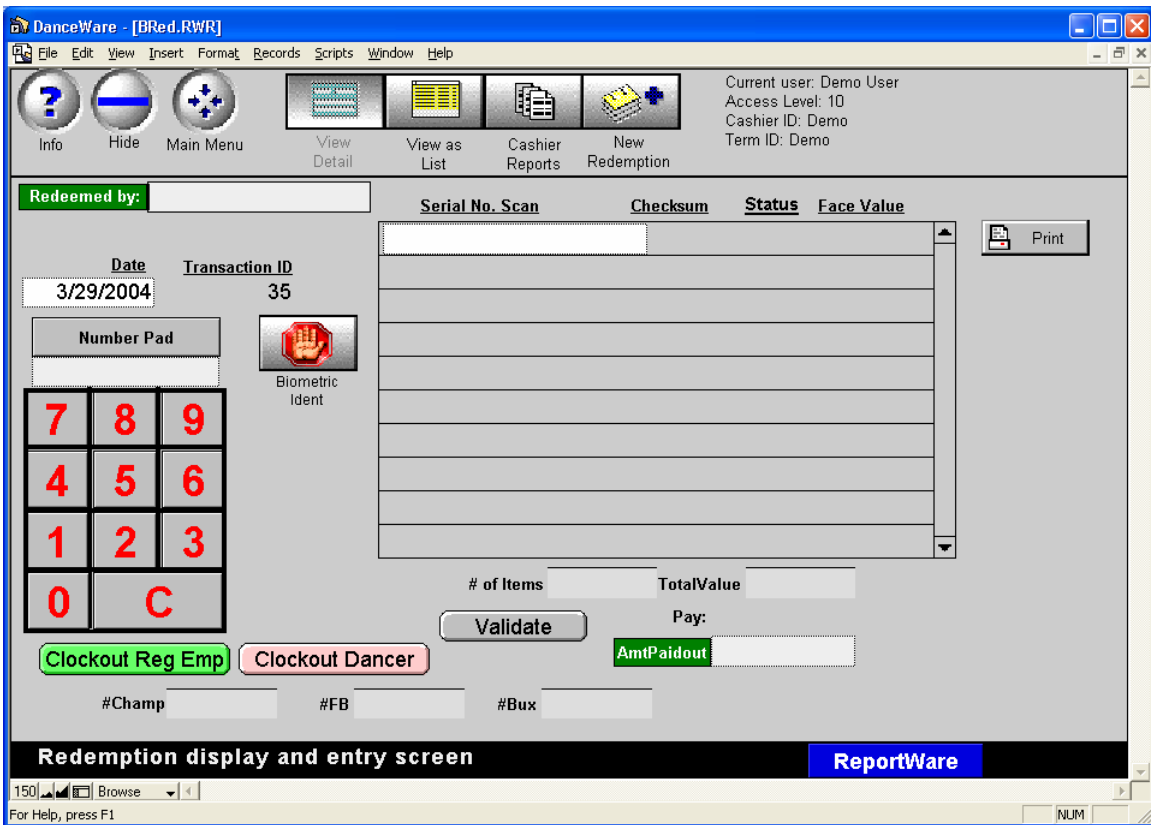 DanceWare - [BRed.RWR]
File Edit View Insert Format Records Scripts Window Help
Info
Hide
Main Menu
View Detail
View as List
Cashier Reports
New Redemption
Current user: Demo User
Access Level: 10
Cashier ID: Demo
Term ID: Demo
Redeemed by:
Serial No. Scan Checksum Status Face Value
Print
Date Transaction ID
3/29/2004 35
Number Pad
Biometric
Ident
7 8 9
4 5 6
1 2 3
0 C
# of Items TotalValue
Validate
Pay:
AmtPaidout
Clockout Reg Emp Clockout Dancer
#Champ #FB #Bux
Redemption display and entry screen
ReportWare
150 Browse
For Help, press F1
NUM